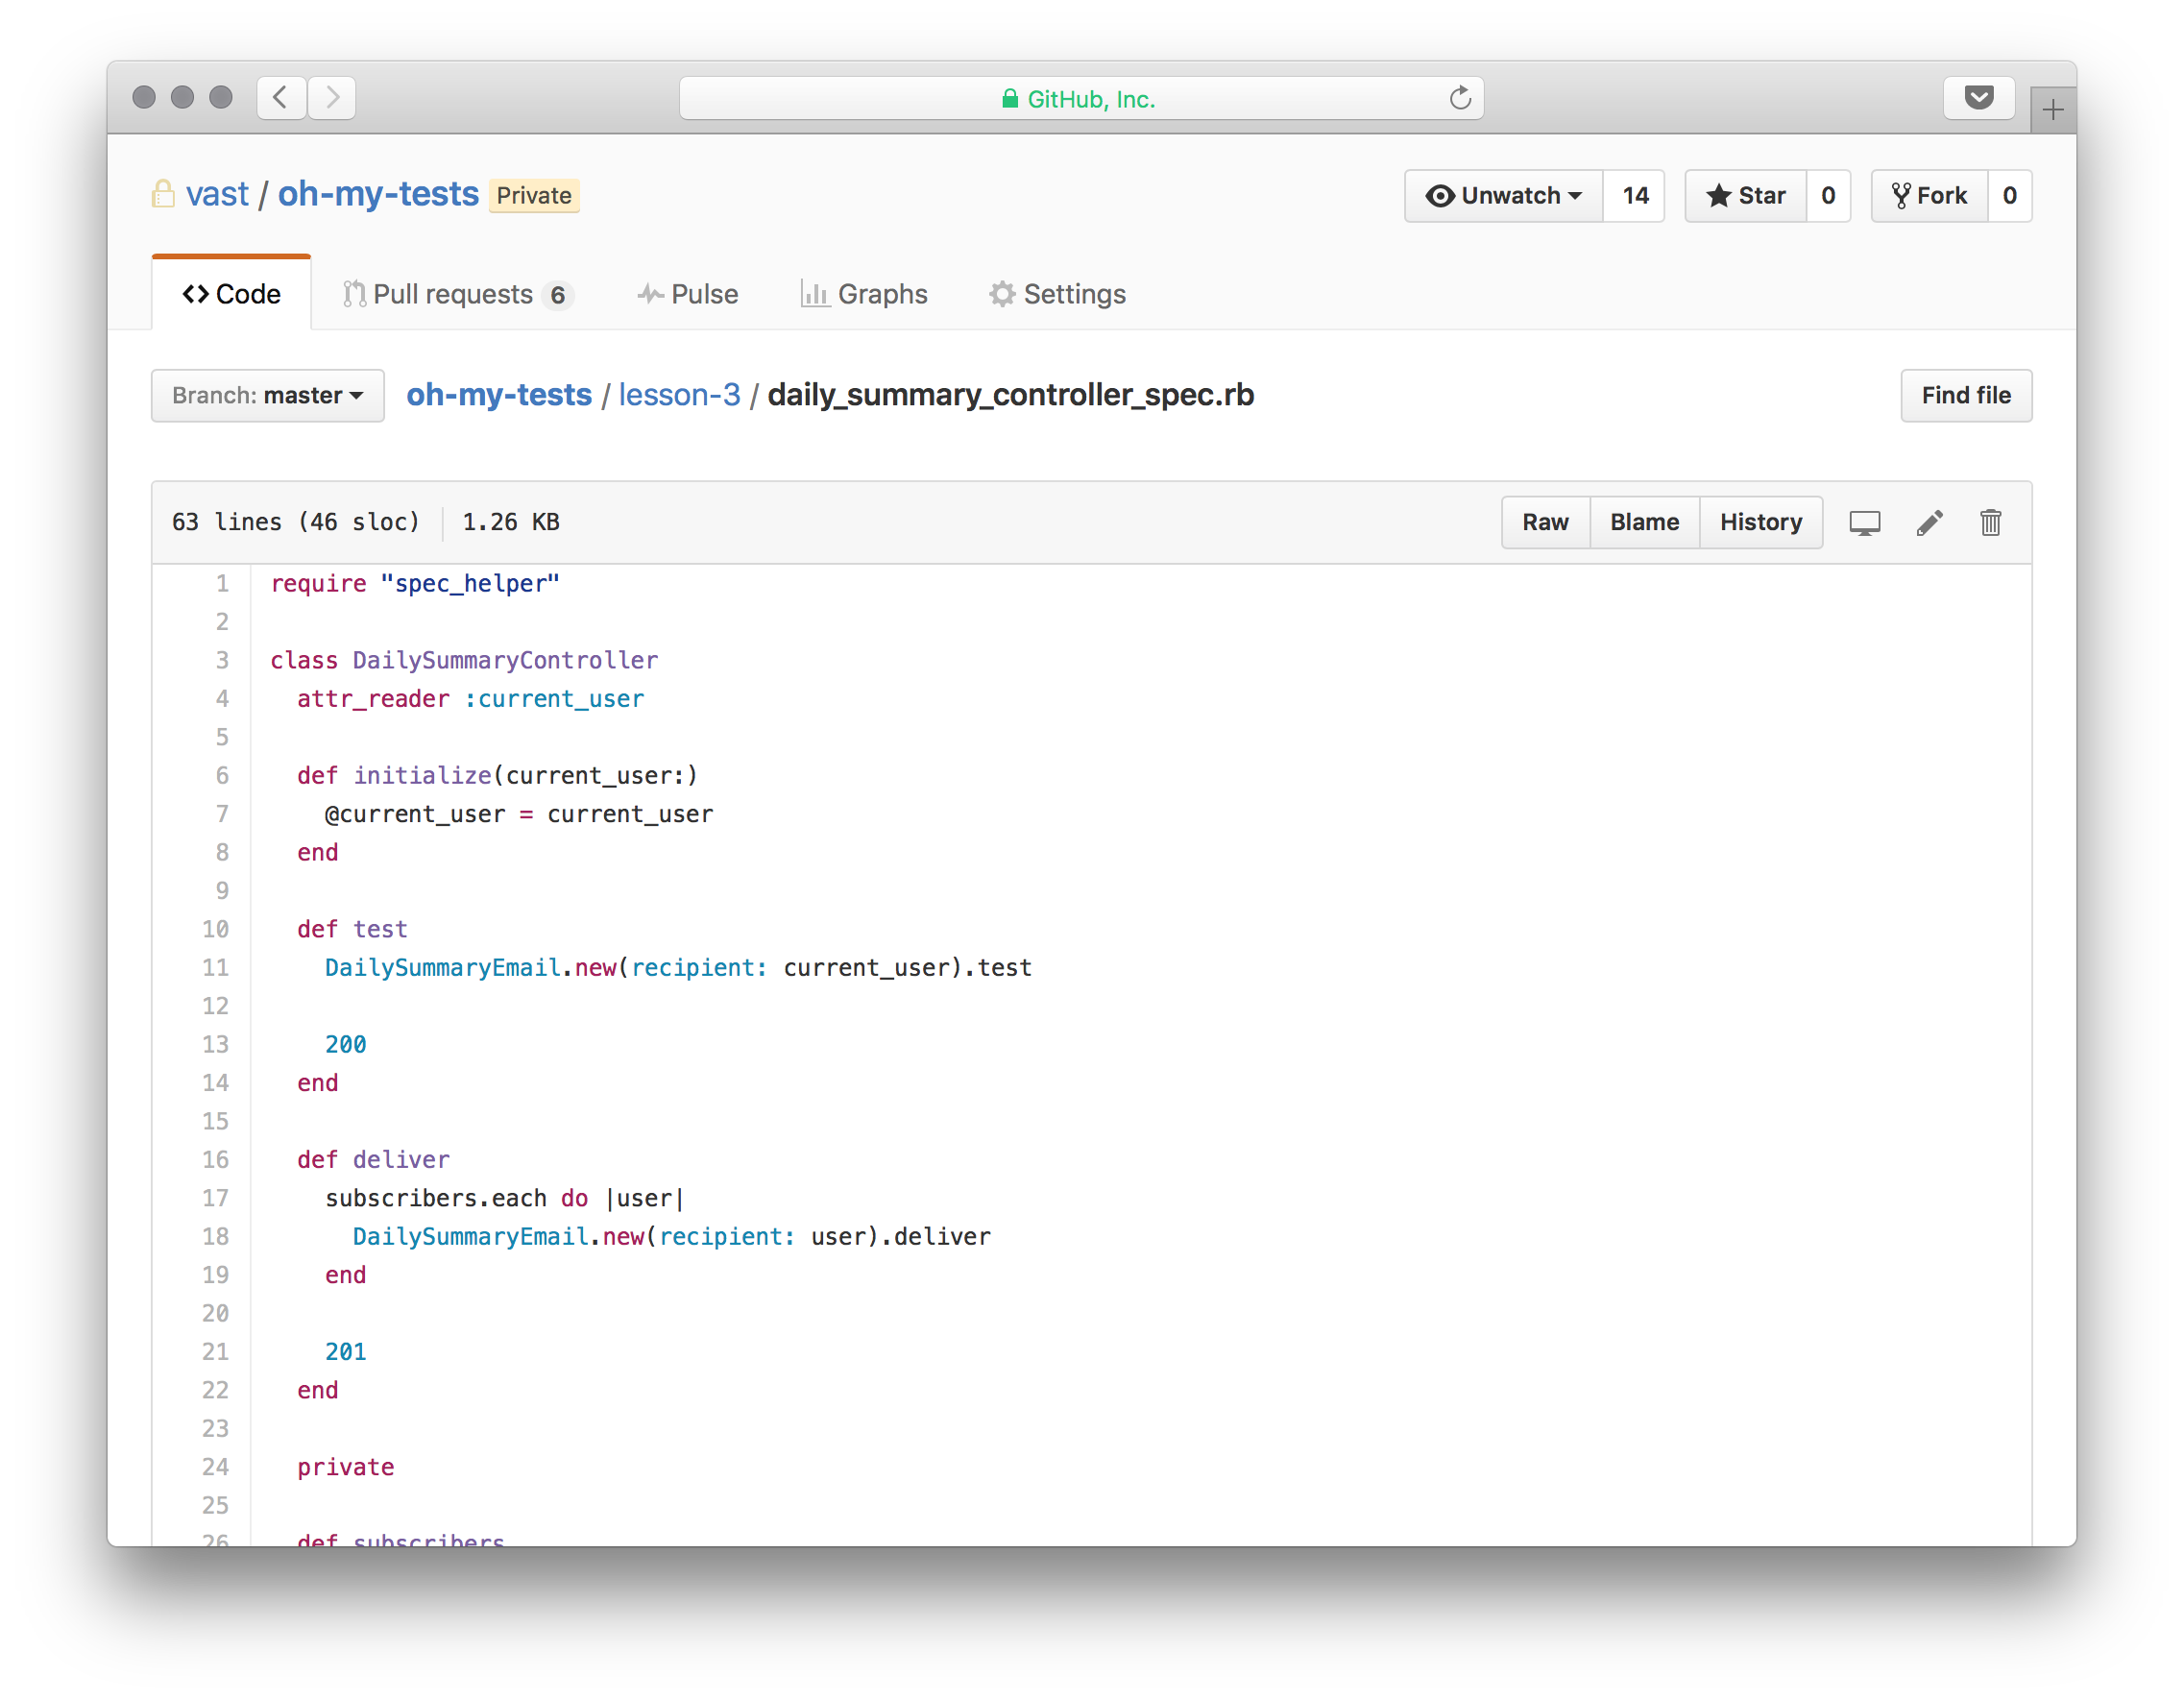 GitHub, Inc.
vast / oh-my-tests Private
Unwatch 14 Star 0 Fork 0
Code Pull requests 6 Pulse Graphs Settings
Branch: master oh-my-tests / lesson-3 / daily_summary_controller_spec.rb Find file
63 lines (46 sloc) 1.26 KB Raw Blame History
1 require "spec_helper"
2
3 class DailySummaryController
4   attr_reader :current_user
5
6   def initialize(current_user:)
7     @current_user = current_user
8   end
9
10   def test
11     DailySummaryEmail.new(recipient: current_user).test
12
13     200
14   end
15
16   def deliver
17     subscribers.each do |user|
18       DailySummaryEmail.new(recipient: user).deliver
19     end
20
21     201
22   end
23
24   private
25
26   def subscribers